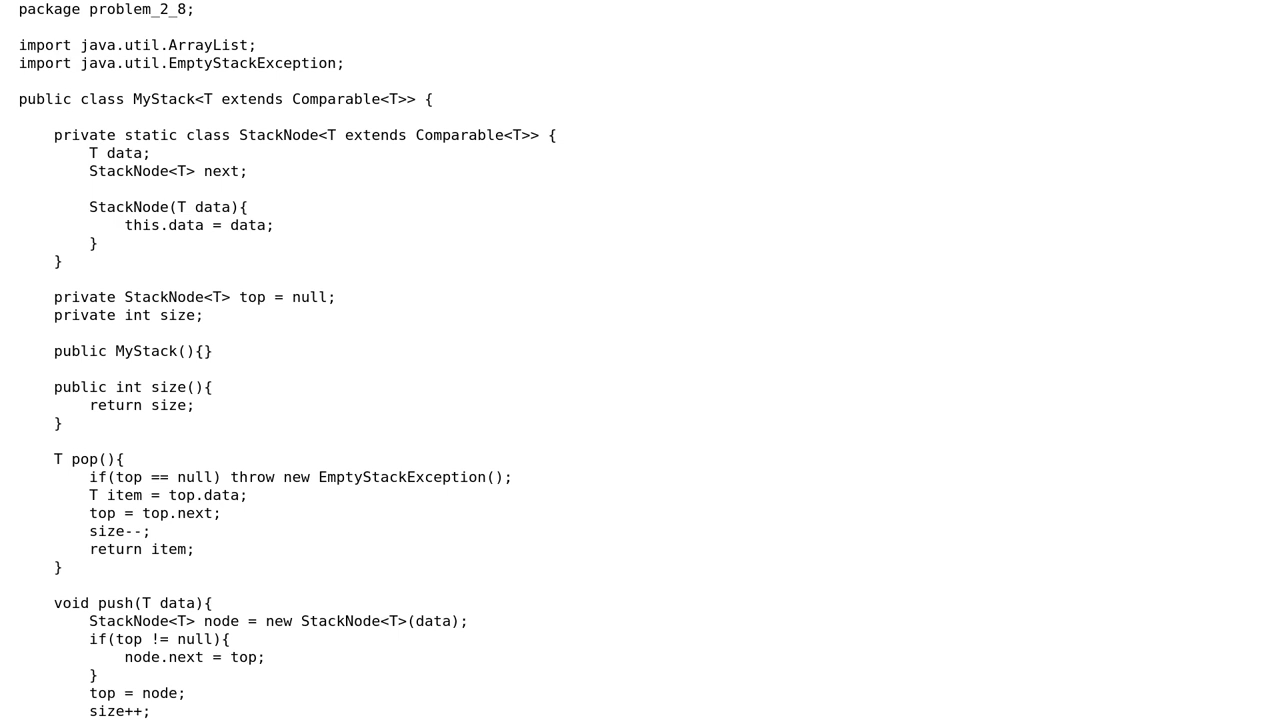 package problem_2_8;

import java.util.ArrayList;
import java.util.EmptyStackException;

public class MyStack<T extends Comparable<T>> {

    private static class StackNode<T extends Comparable<T>> {
        T data;
        StackNode<T> next;

        StackNode(T data){
            this.data = data;
        }
    }

    private StackNode<T> top = null;
    private int size;

    public MyStack(){}

    public int size(){
        return size;
    }

    T pop(){
        if(top == null) throw new EmptyStackException();
        T item = top.data;
        top = top.next;
        size--;
        return item;
    }

    void push(T data){
        StackNode<T> node = new StackNode<T>(data);
        if(top != null){
            node.next = top;
        }
        top = node;
        size++;